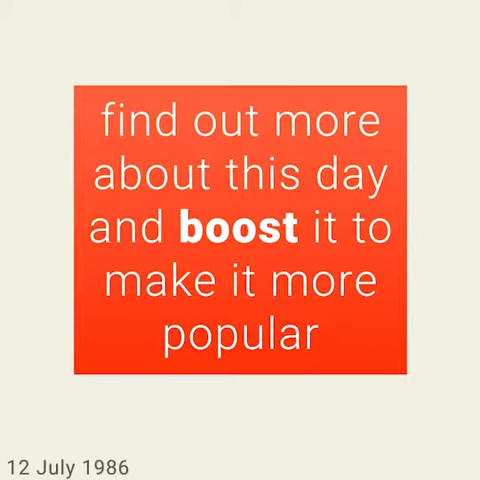 find out more
about this day
and boost it to
make it more
popular
12 July 1986